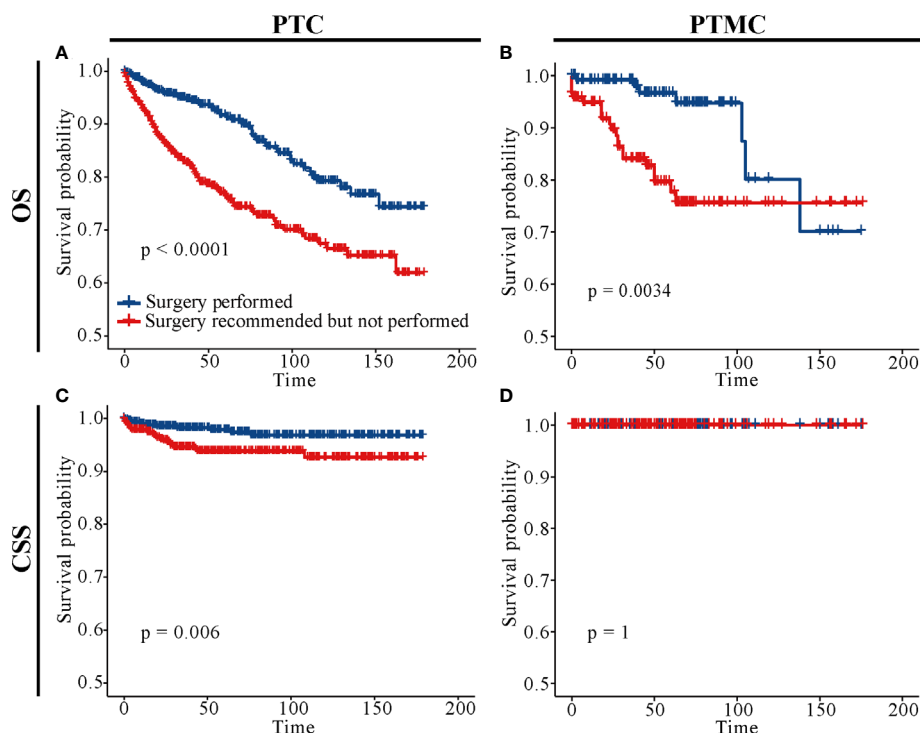 PTC
PTMC
OS
CSS
A
Survival probability
1.0
0.9
0.8
0.7
0.6
0.5
p < 0.0001
Surgery performed
Surgery recommended but not performed
0 50 100 150 200
Time
B
Survival probability
1.0
0.9
0.8
0.7
0.6
0.5
p = 0.0034
0 50 100 150 200
Time
C
Survival probability
1.0
0.9
0.8
0.7
0.6
0.5
p = 0.006
0 50 100 150 200
Time
D
Survival probability
1.0
0.9
0.8
0.7
0.6
0.5
p = 1
0 50 100 150 200
Time